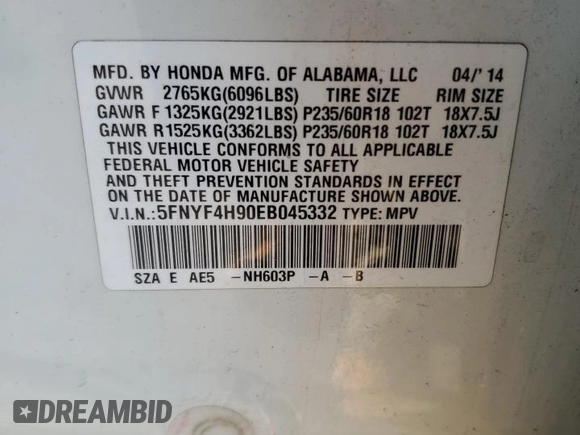 MFD. BY HONDA MFG. OF ALABAMA, LLC 04/'14
GVWR 2765KG(6096LBS) TIRE SIZE RIM SIZE
GAWR F 1325KG(2921LBS) P235/60R18 102T 18X7.5J
GAWR R1525KG(3362LBS) P235/60R18 102T 18X7.5J
THIS VEHICLE CONFORMS TO ALL APPLICABLE
FEDERAL MOTOR VEHICLE SAFETY
AND THEFT PREVENTION STANDARDS IN EFFECT
ON THE DATE OF MANUFACTURE SHOWN ABOVE.
V.I.N.:5FNYF4H90EB045332 TYPE: MPV
SZA E AE5 -NH603P -A -B
DREAMBID